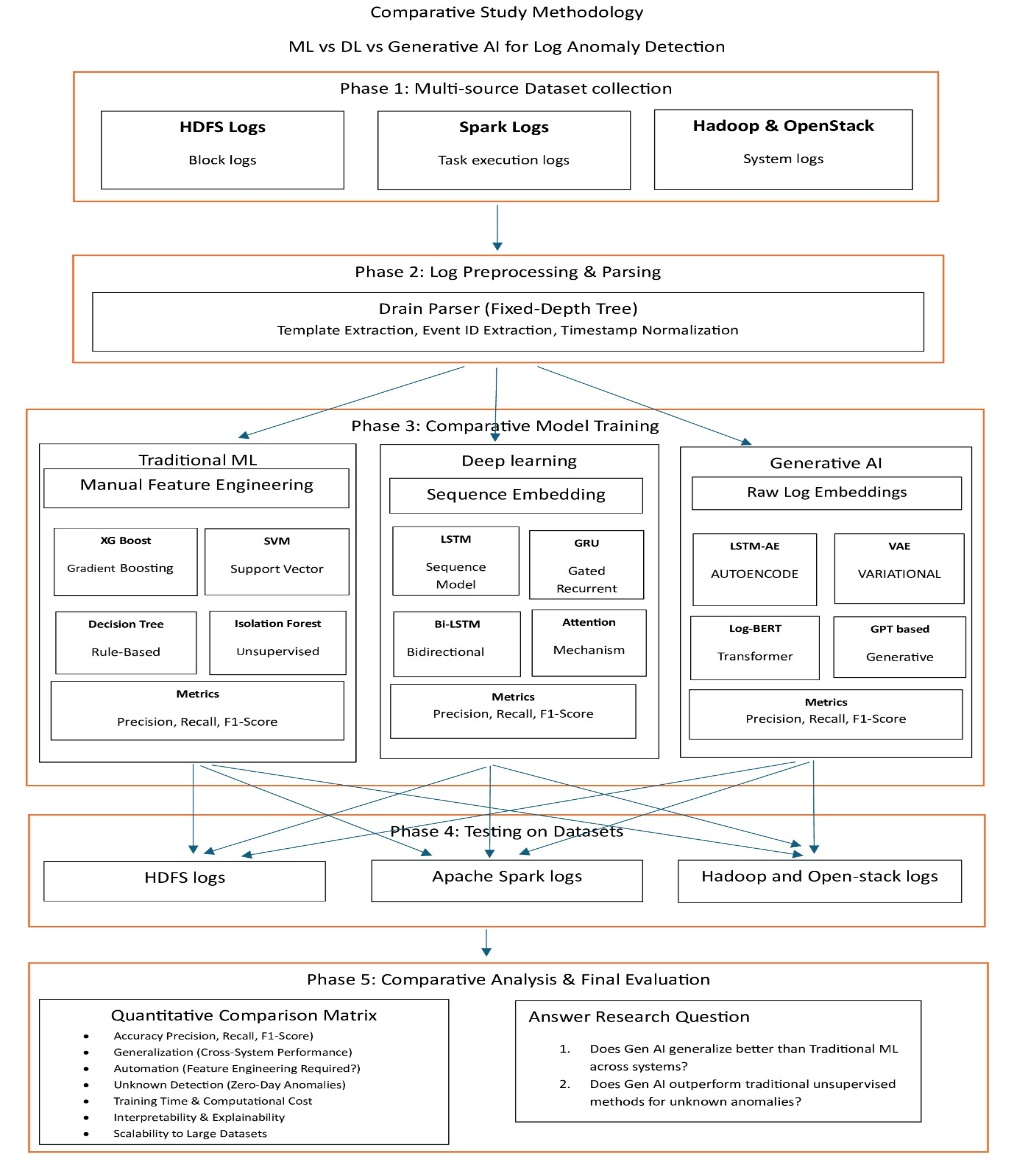 Comparative Study Methodology
ML vs DL vs Generative AI for Log Anomaly Detection
Phase 1: Multi-source Dataset collection
HDFS Logs
Block logs
Spark Logs
Task execution logs
Hadoop & OpenStack
System logs
Phase 2: Log Preprocessing & Parsing
Drain Parser (Fixed-Depth Tree)
Template Extraction, Event ID Extraction, Timestamp Normalization
Phase 3: Comparative Model Training
Traditional ML
Manual Feature Engineering
XG Boost
Gradient Boosting
SVM
Support Vector
Decision Tree
Rule-Based
Isolation Forest
Unsupervised
Metrics
Precision, Recall, F1-Score
Deep learning
Sequence Embedding
LSTM
Sequence
Model
GRU
Gated
Recurrent
Bi-LSTM
Bidirectional
Attention
Mechanism
Metrics
Precision, Recall, F1-Score
Generative AI
Raw Log Embeddings
LSTM-AE
AUTOENCODE
VAE
VARIATIONAL
Log-BERT
Transformer
GPT based
Generative
Metrics
Precision, Recall, F1-Score
Phase 4: Testing on Datasets
HDFS logs
Apache Spark logs
Hadoop and Open-stack logs
Phase 5: Comparative Analysis & Final Evaluation
Quantitative Comparison Matrix
• Accuracy Precision, Recall, F1-Score)
• Generalization (Cross-System Performance)
• Automation (Feature Engineering Required?)
• Unknown Detection (Zero-Day Anomalies)
• Training Time & Computational Cost
• Interpretability & Explainability
• Scalability to Large Datasets
Answer Research Question
1. Does Gen AI generalize better than Traditional ML
across systems?
2. Does Gen AI outperform traditional unsupervised
methods for unknown anomalies?